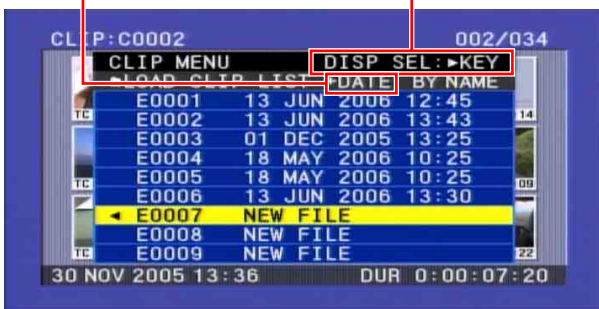 CLIP:C0002 002/034
CLIP MENU DISP SEL:►KEY
LOAD CLIP LIST DATE BY NAME
E0001 13 JUN 2006 12:45
E0002 13 JUN 2006 13:43
E0003 01 DEC 2005 13:25
E0004 18 MAY 2006 10:25
E0005 18 MAY 2006 10:25
E0006 13 JUN 2006 13:30
◄ E0007 NEW FILE
E0008 NEW FILE
E0009 NEW FILE
TC 14
TC 09
TC 22
30 NOV 2005 13:36 DUR 0:00:07:20